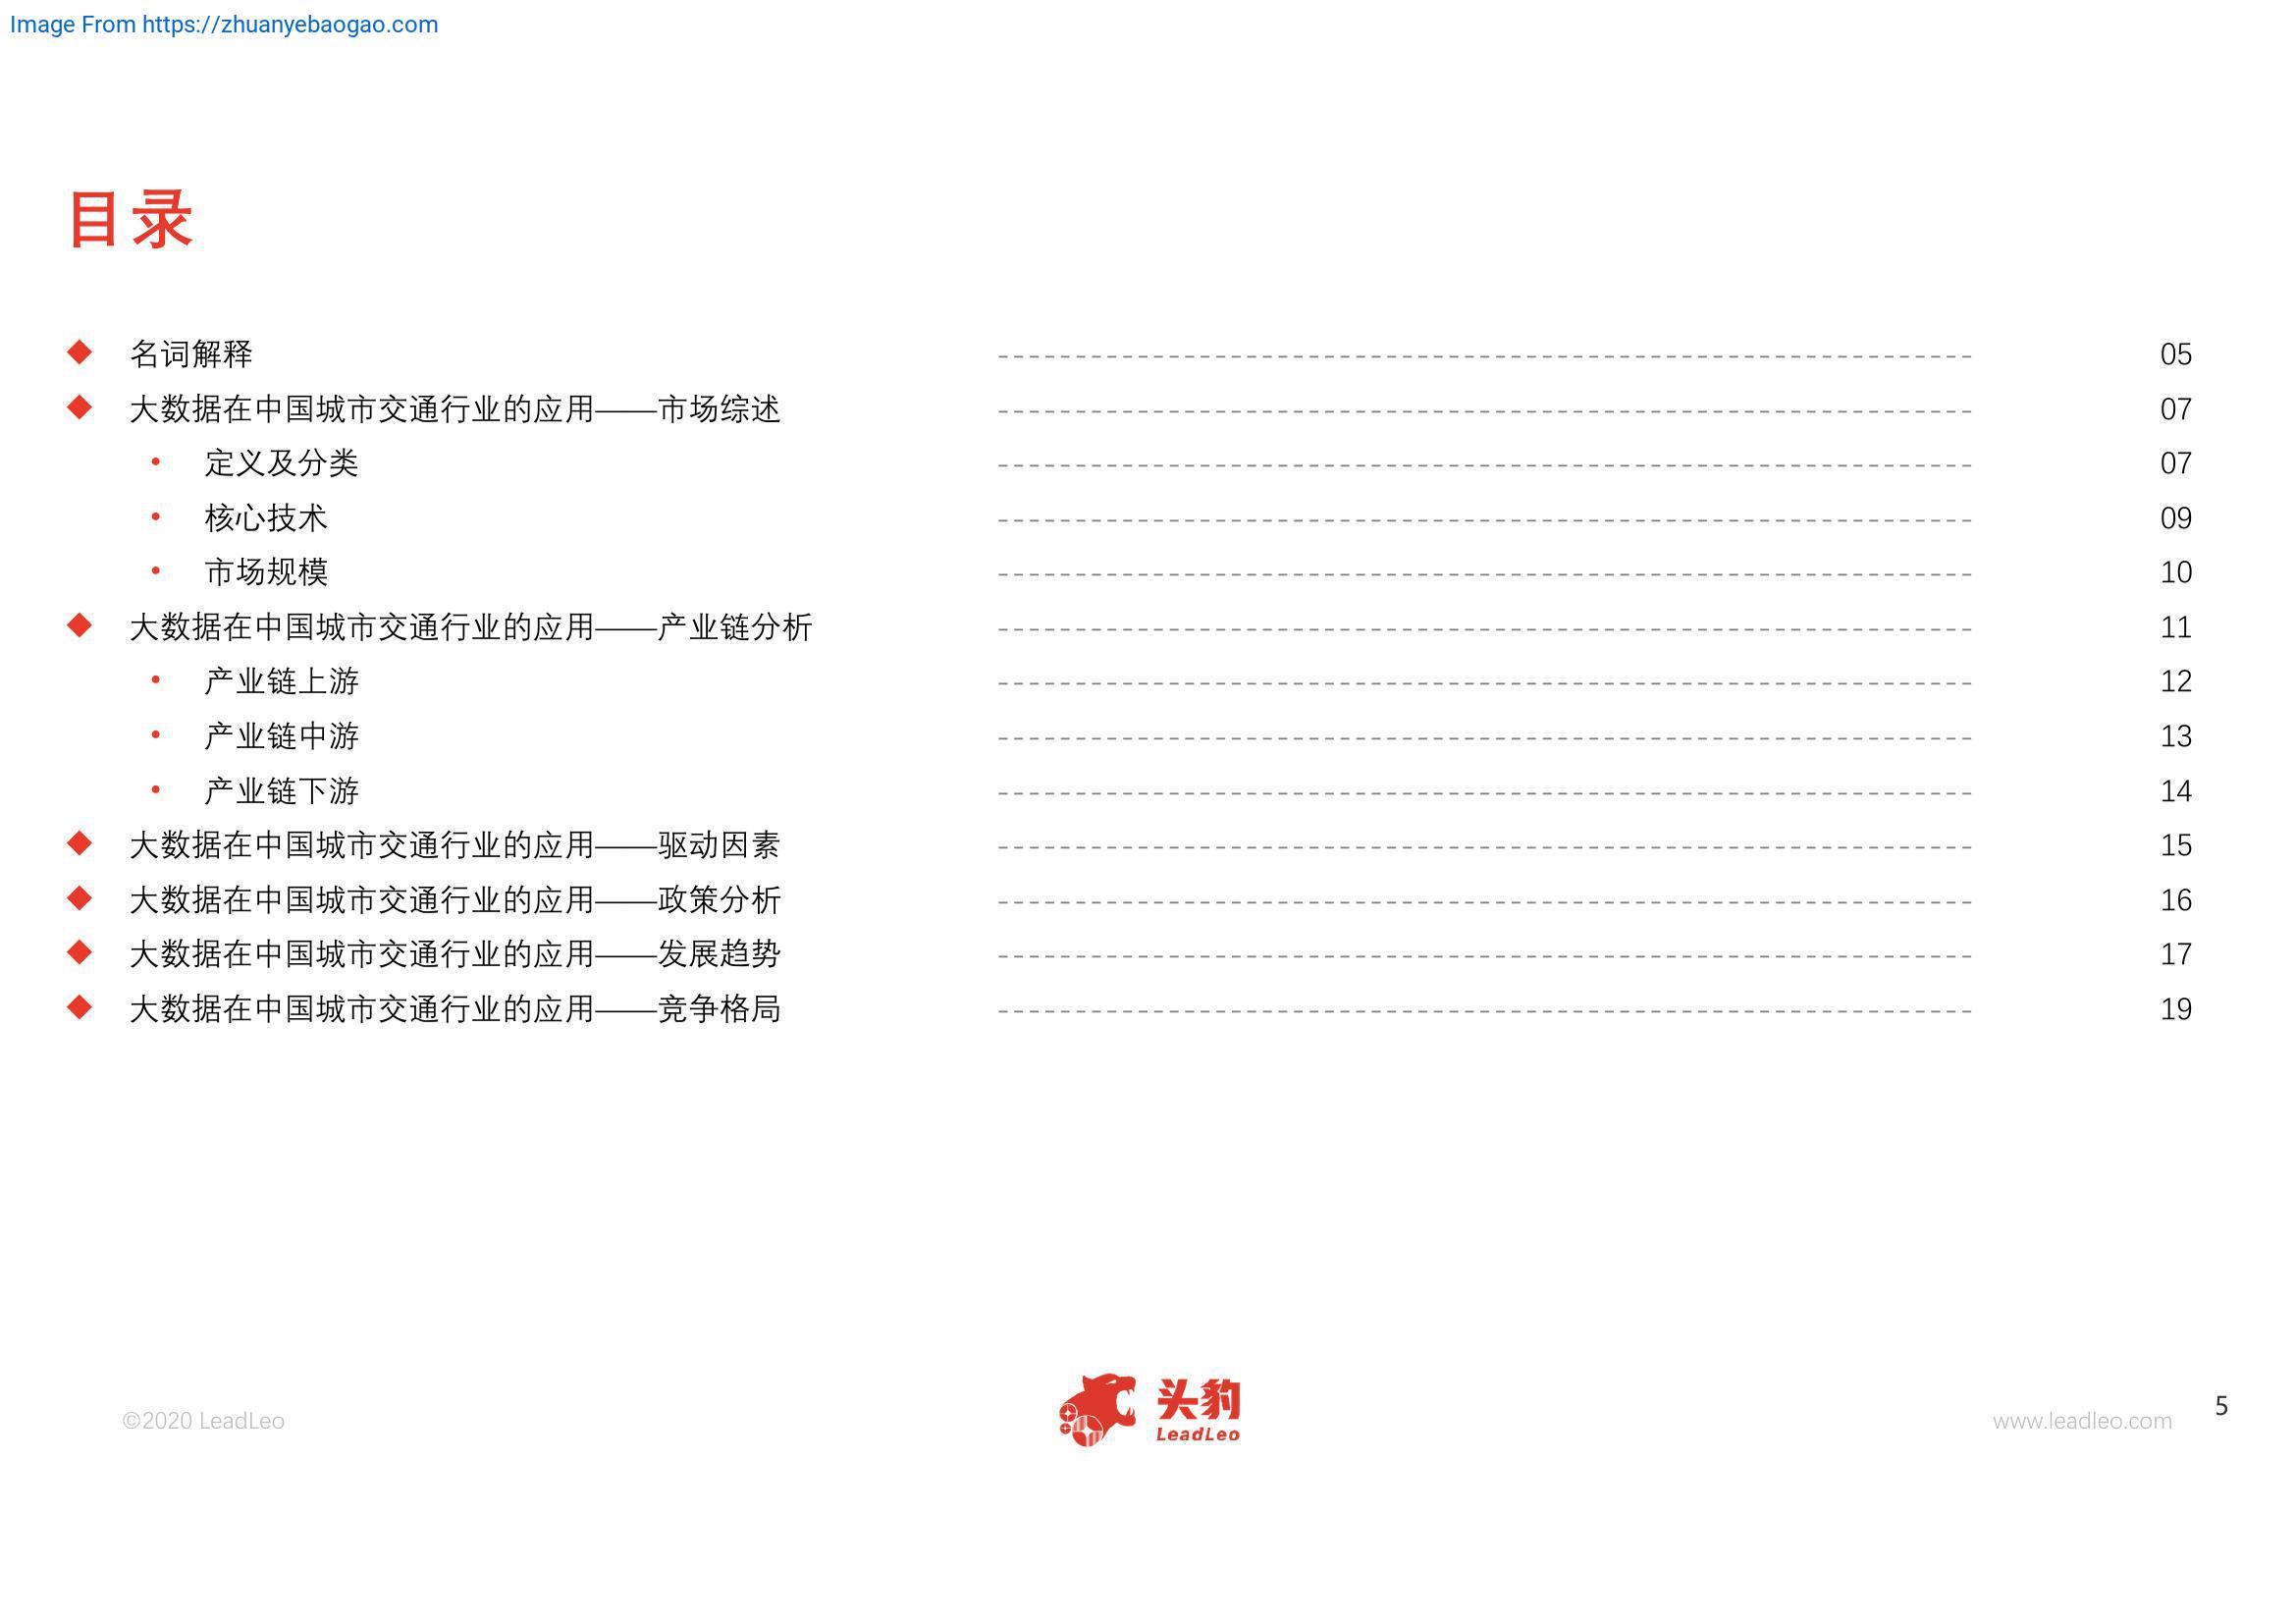 Image From https://zhuanyebaogao.com
目录
名词解释 05
大数据在中国城市交通行业的应用——市场综述 07
• 定义及分类 07
• 核心技术 09
• 市场规模 10
大数据在中国城市交通行业的应用——产业链分析 11
• 产业链上游 12
• 产业链中游 13
• 产业链下游 14
大数据在中国城市交通行业的应用——驱动因素 15
大数据在中国城市交通行业的应用——政策分析 16
大数据在中国城市交通行业的应用——发展趋势 17
大数据在中国城市交通行业的应用——竞争格局 19
©2020 LeadLeo
头豹
LeadLeo
www.leadleo.com
5